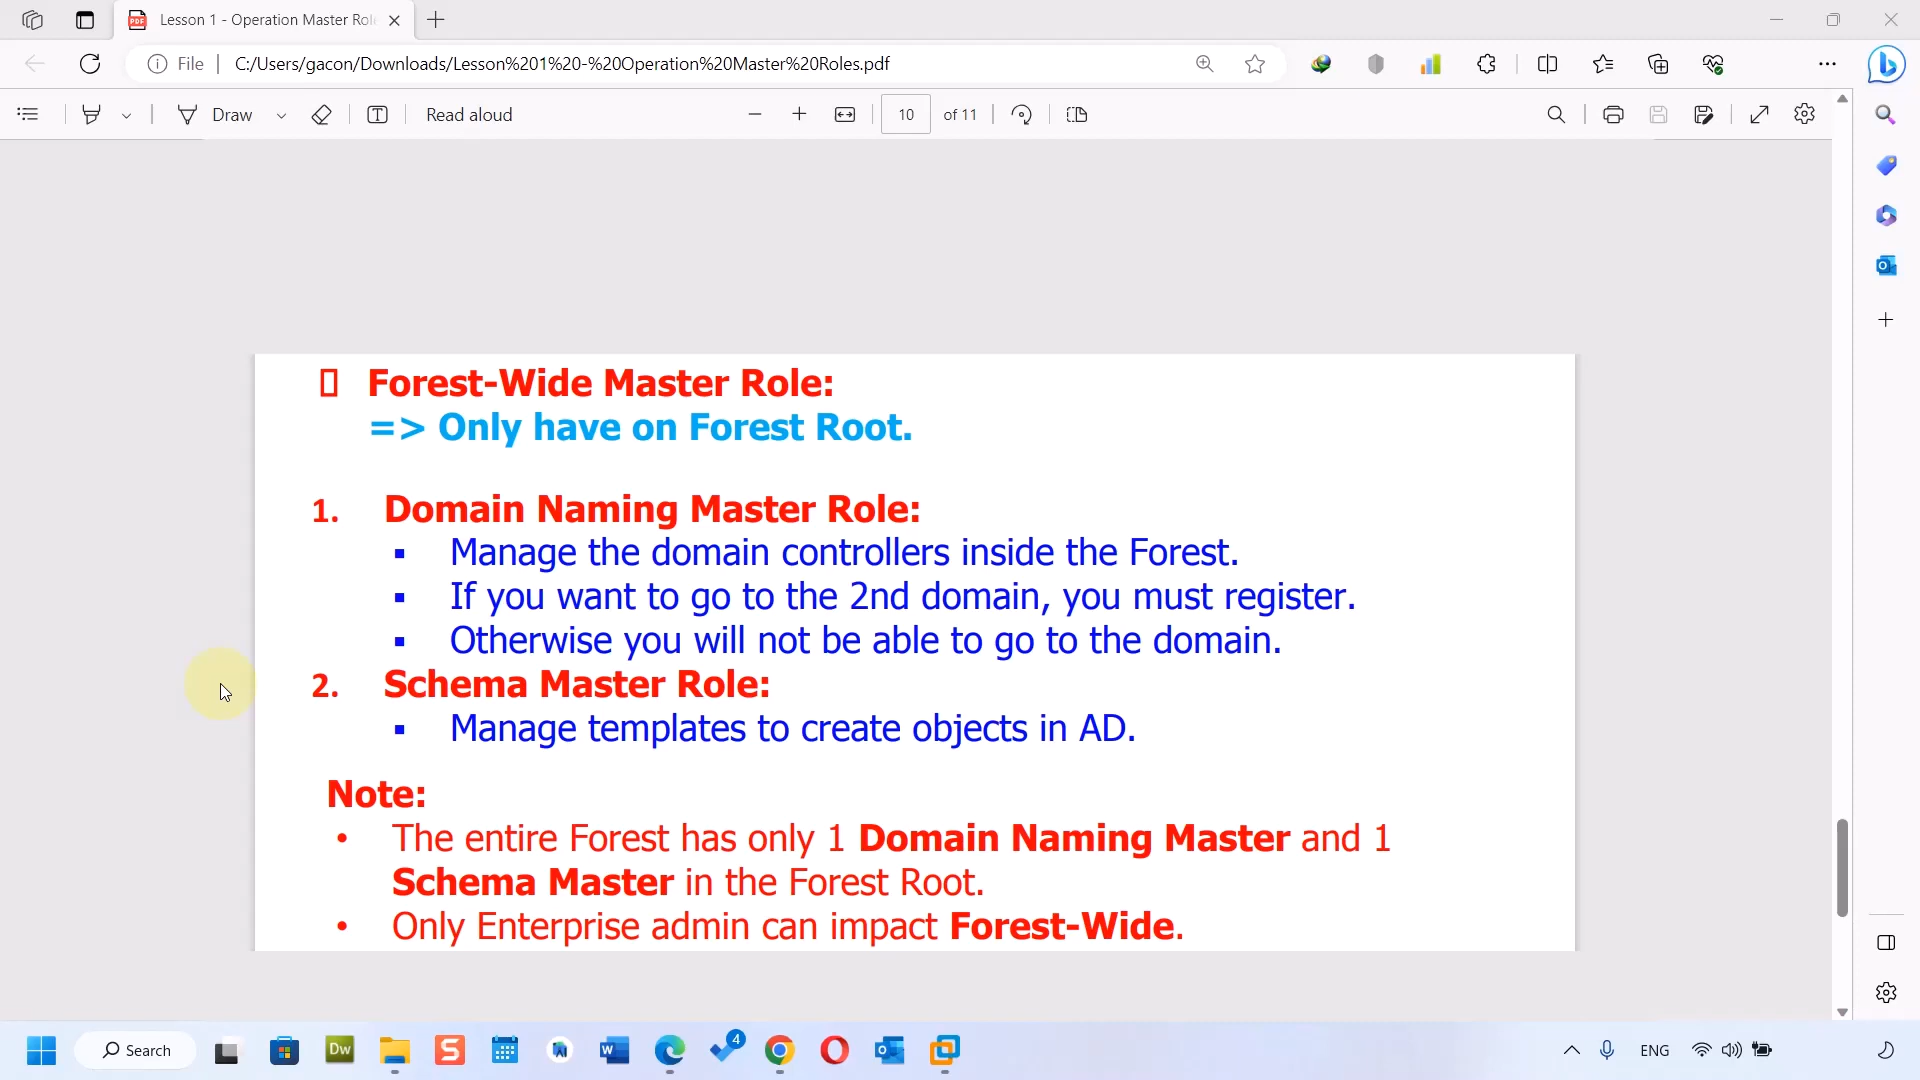 Lesson 1 - Operation Master Rol
File
C:/Users/gacon/Downloads/Lesson%201%20-%20Operation%20Master%20Roles.pdf
Draw
Read aloud
10
of 11
Forest-Wide Master Role:
=> Only have on Forest Root.
1. Domain Naming Master Role:
▪ Manage the domain controllers inside the Forest.
▪ If you want to go to the 2nd domain, you must register.
▪ Otherwise you will not be able to go to the domain.
2. Schema Master Role:
▪ Manage templates to create objects in AD.
Note:
• The entire Forest has only 1 Domain Naming Master and 1
Schema Master in the Forest Root.
• Only Enterprise admin can impact Forest-Wide.
Search
Dw
4
ENG